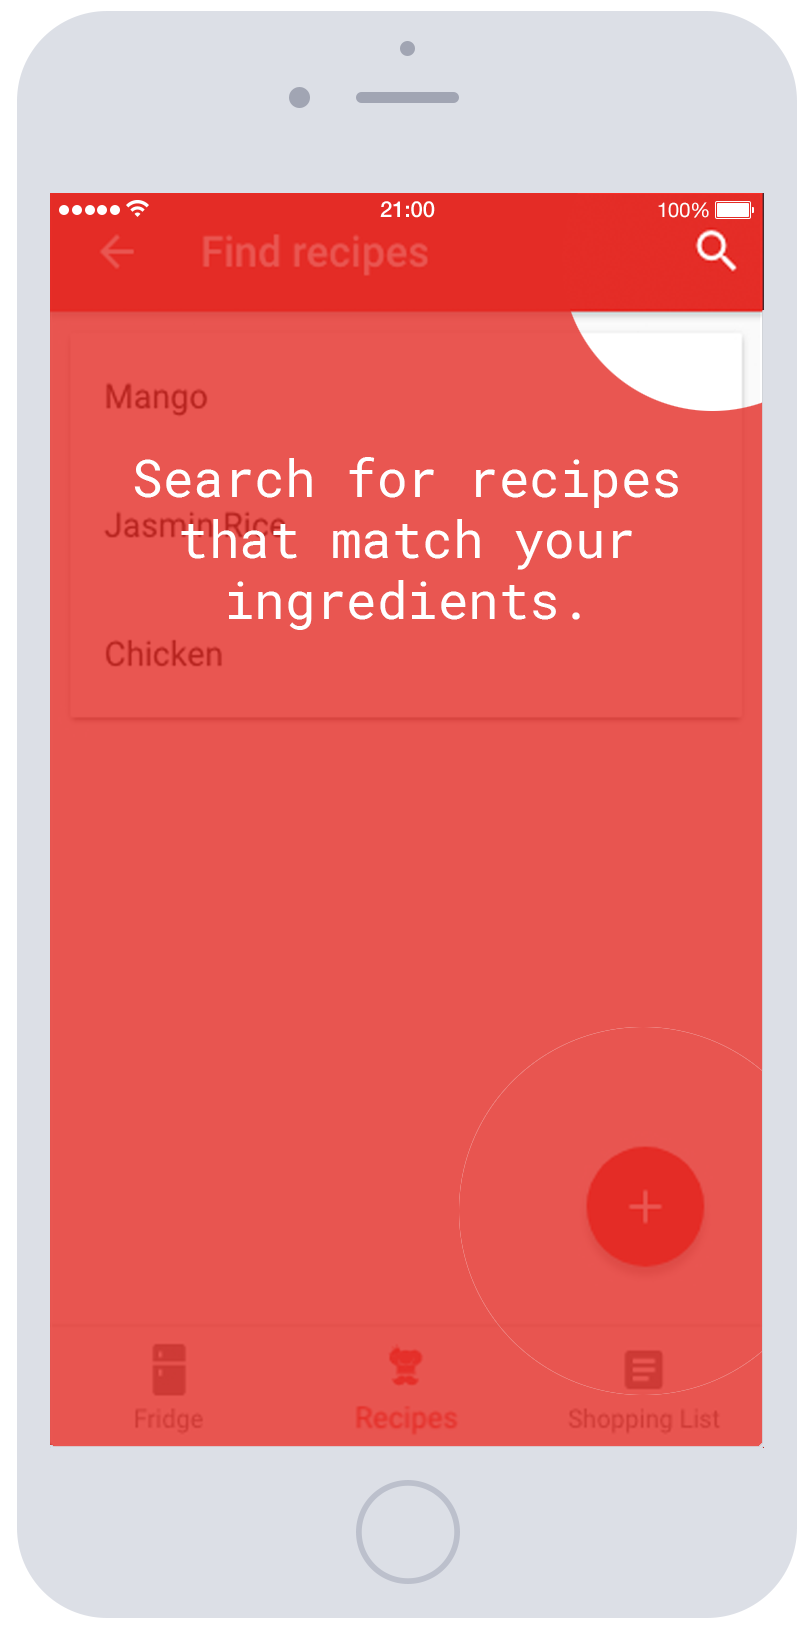 21:00
100%
Find recipes
Mango
Search for recipes
Jasmin Rice
that match your
ingredients.
Chicken
Fridge
Recipes
Shopping List